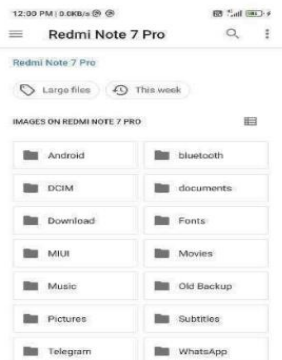 12:00 PM | 0.0KB/s
Redmi Note 7 Pro
Redmi Note 7 Pro
Large files This week
IMAGES ON REDMI NOTE 7 PRO
Android bluetooth
DCIM documents
Download Fonts
MIUI Movies
Music Old Backup
Pictures Subtitles
Telegram WhatsApp